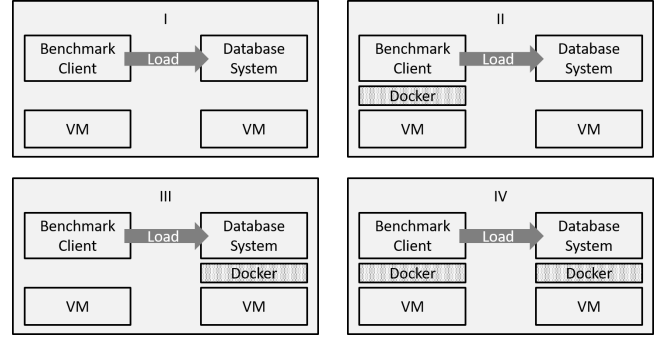 I
Benchmark Client
Load
Database System
VM
VM
II
Benchmark Client
Load
Database System
Docker
VM
VM
III
Benchmark Client
Load
Database System
Docker
VM
VM
IV
Benchmark Client
Load
Database System
Docker
Docker
VM
VM